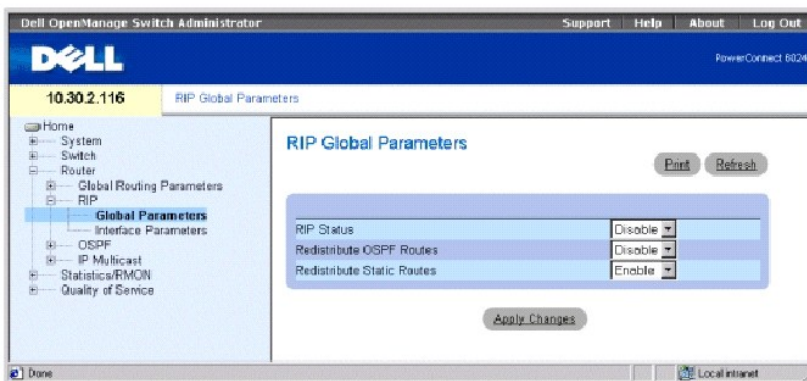 Dell OpenManage Switch Administrator Support Help About Log Out
DELL
PowerConnect 6024
10.30.2.116 RIP Global Parameters
Home
System
Switch
Router
Global Routing Parameters
RIP
Global Parameters
Interface Parameters
OSPF
IP Multicast
Statistics/RMON
Quality of Service
RIP Global Parameters
Print Refresh
RIP Status Disable
Redistribute OSPF Routes Disable
Redistribute Static Routes Enable
Apply Changes
Done Local intranet